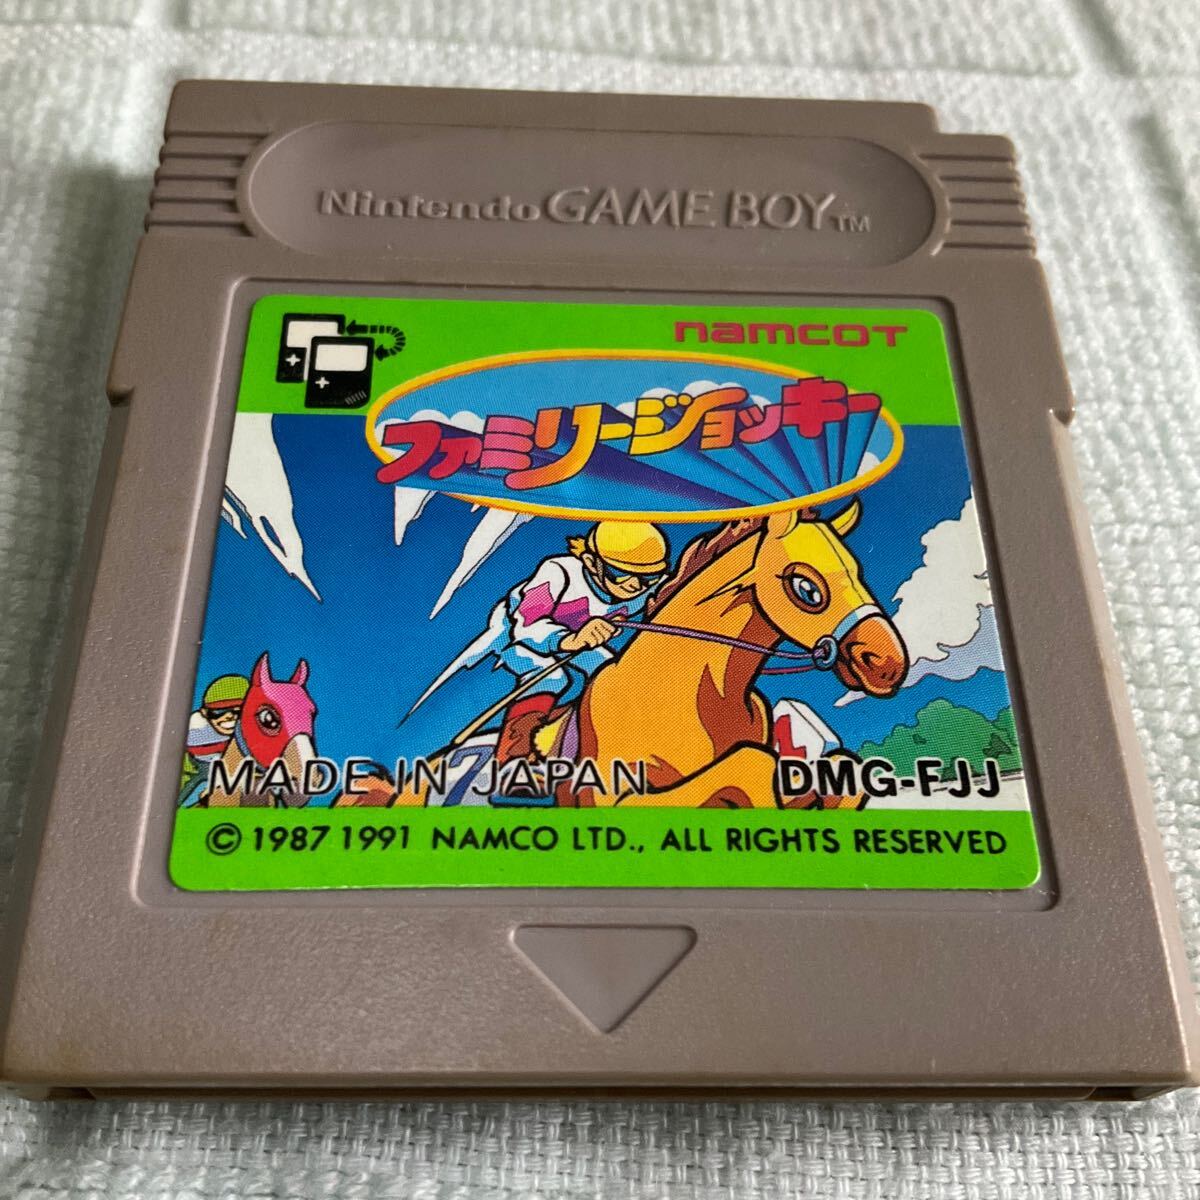 Nintendo GAME BOY TM
namcot
ファミリージョッキー
7
MADE IN JAPAN
DMG-FJJ
© 1987 1991 NAMCO LTD., ALL RIGHTS RESERVED